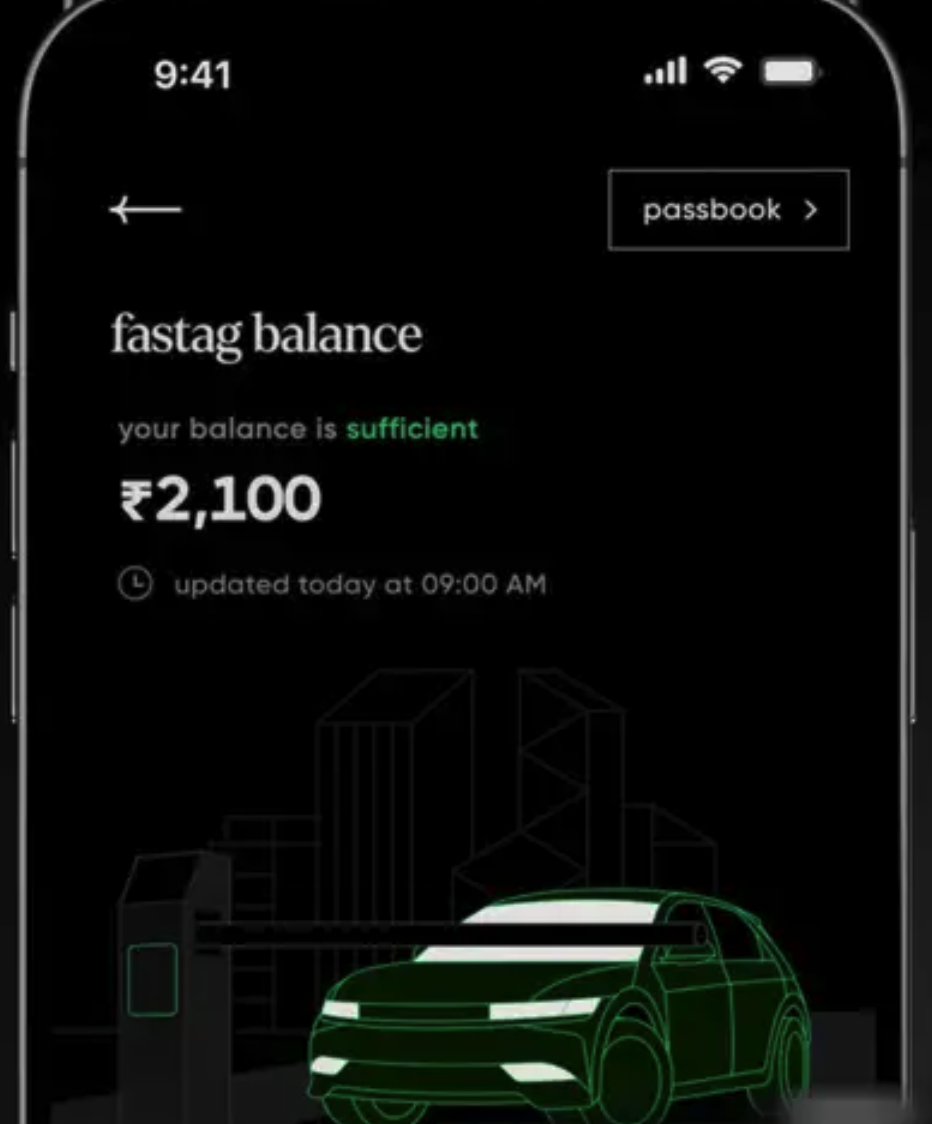 9:41
passbook >
fastag balance
your balance is sufficient
₹2,100
updated today at 09:00 AM